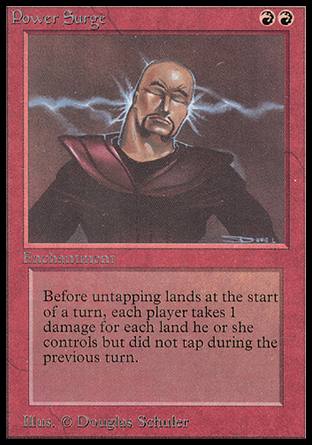 Power Surge
Enchantment
Before untapping lands at the start
of a turn, each player takes 1
damage for each land he or she
controls but did not tap during the
previous turn.
Illus. © Douglas Schuler